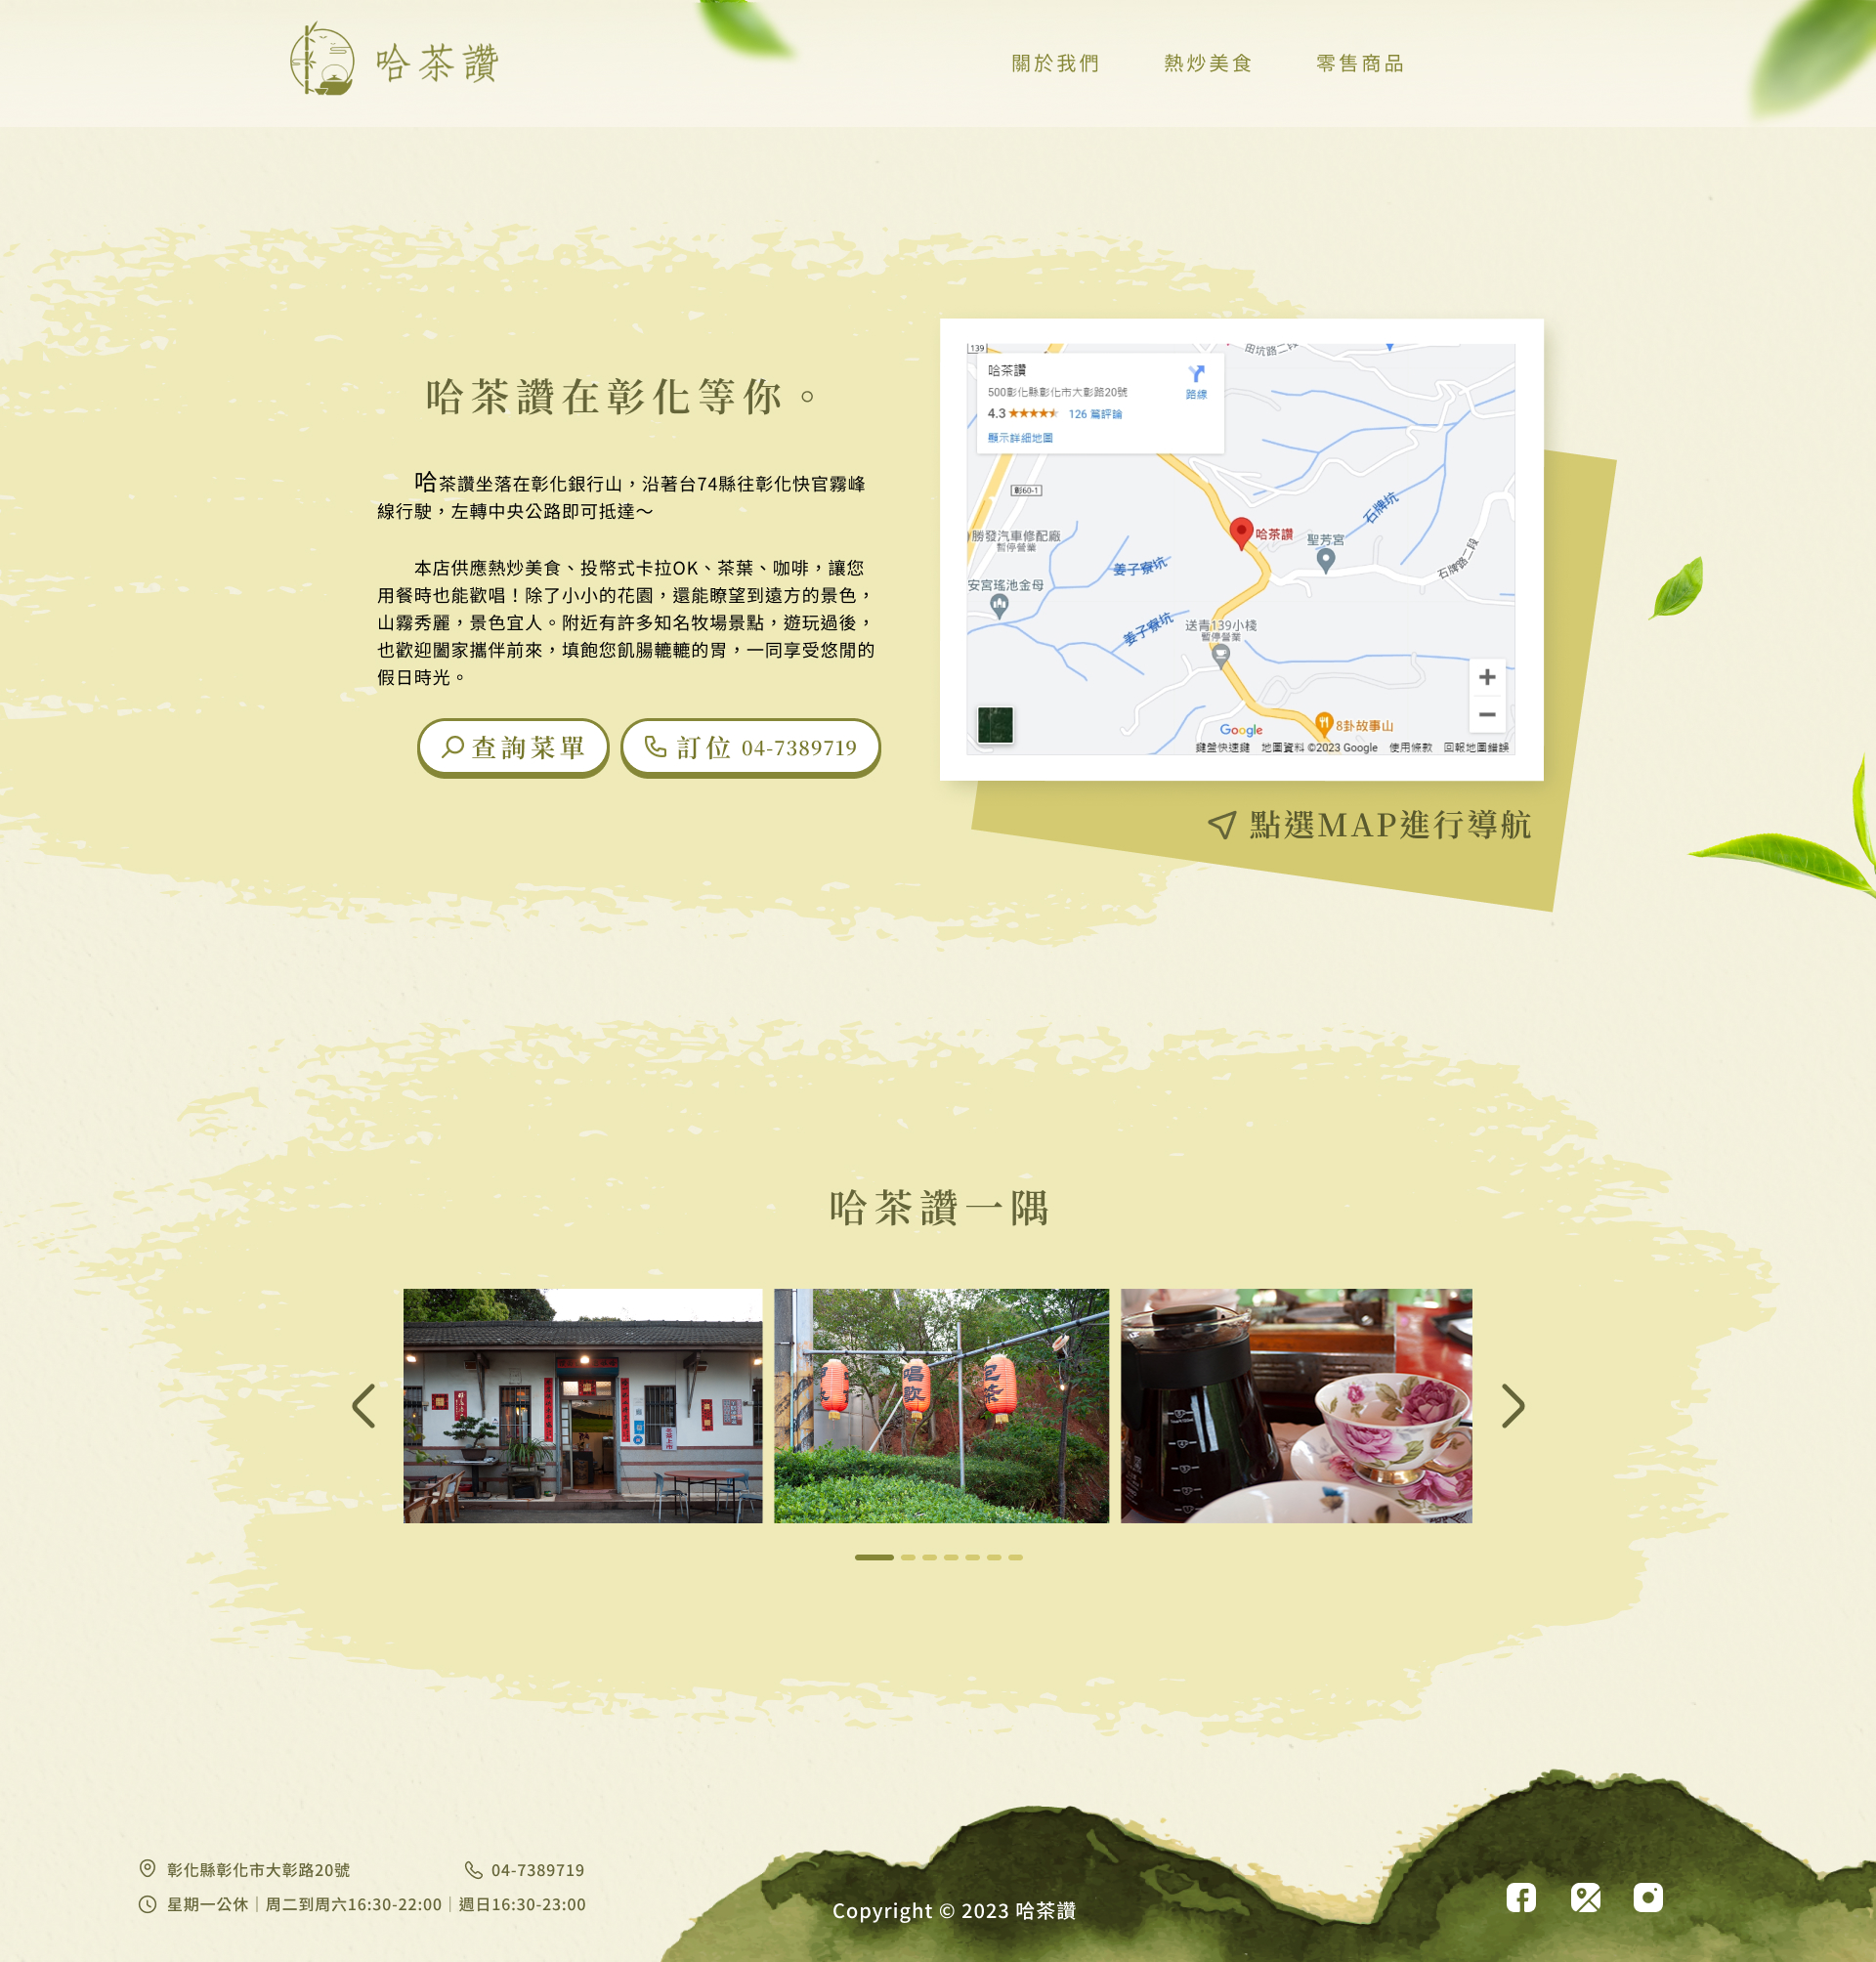 哈茶讚
關於我們
熱炒美食
零售商品
哈茶讚在彰化等你。
哈茶讚坐落在彰化銀行山，沿著台74縣往彰化快官霧峰
線行駛，左轉中央公路即可抵達～
本店供應熱炒美食、投幣式卡拉OK、茶葉、咖啡，讓您
用餐時也能歡唱！除了小小的花園，還能瞭望到遠方的景色，
山霧秀麗，景色宜人。附近有許多知名牧場景點，遊玩過後，
也歡迎闔家攜伴前來，填飽您飢腸轆轆的胃，一同享受悠閒的
假日時光。
查詢菜單
訂位 04-7389719
139
田坑路二段
哈茶讚
500彰化縣彰化市大彰路20號
路線
4.3 126 篇評論
顯示詳細地圖
彰60-1
石牌坑
勝發汽車修配廠
暫停營業
哈茶讚
聖芳宮
石牌路二段
姜子寮坑
安宮瑤池金母
姜子寮坑
送青139小棧
暫停營業
8卦故事山
Google
鍵盤快速鍵 地圖資料 ©2023 Google 使用條款 回報地圖錯誤
點選MAP進行導航
哈茶讚一隅
唱歌
泡茶
彰化縣彰化市大彰路20號
04-7389719
星期一公休｜周二到周六16:30-22:00｜週日16:30-23:00
Copyright © 2023 哈茶讚